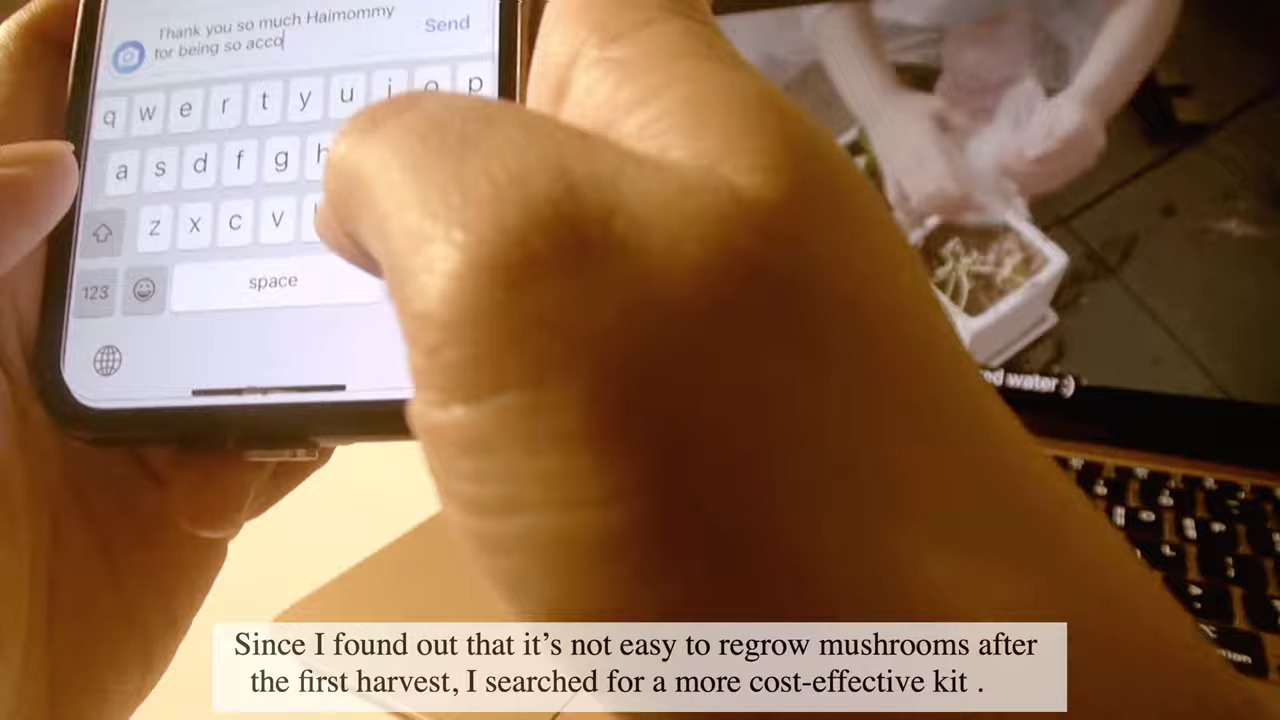 Thank you so much Haimommy
for being so acco
Send
q w e r t y u i o p
a s d f g h
z x c v
123
space
water :)
Since I found out that it’s not easy to regrow mushrooms after
the first harvest, I searched for a more cost-effective kit .